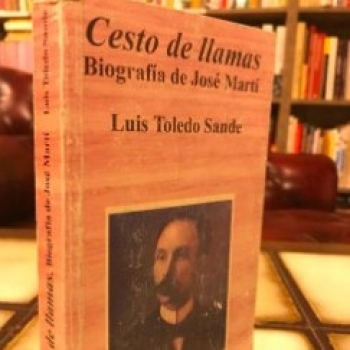 Cesto de llamas
Biografía de José Martí
Luis Toledo Sande
de llamas. Biografía de José Martí Luis Toledo Sande